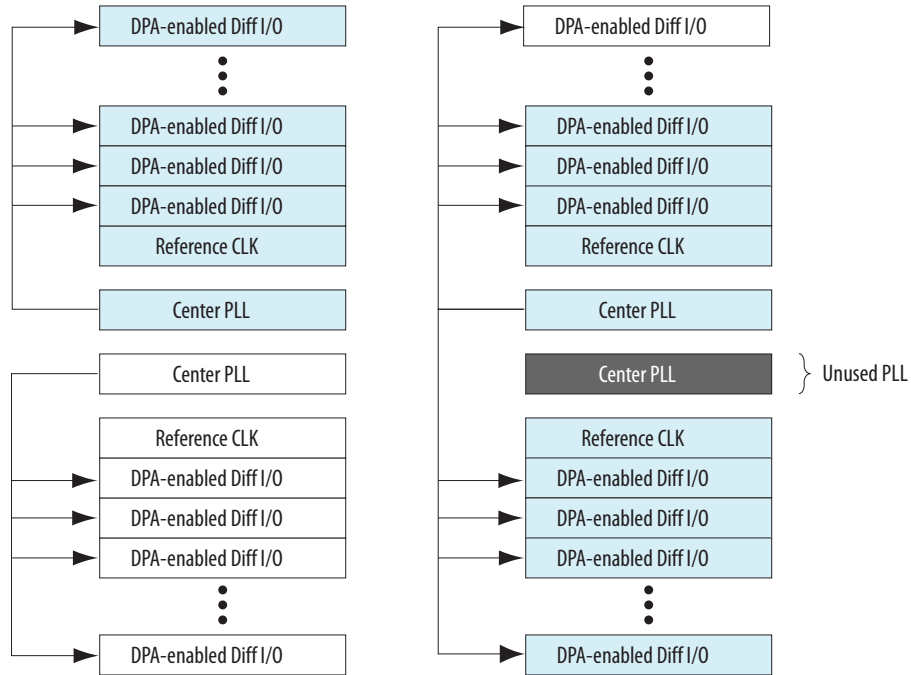 DPA-enabled Diff I/O
DPA-enabled Diff I/O
DPA-enabled Diff I/O
DPA-enabled Diff I/O
Reference CLK
Center PLL
Center PLL
Reference CLK
DPA-enabled Diff I/O
DPA-enabled Diff I/O
DPA-enabled Diff I/O
DPA-enabled Diff I/O
DPA-enabled Diff I/O
DPA-enabled Diff I/O
DPA-enabled Diff I/O
DPA-enabled Diff I/O
Reference CLK
Center PLL
Center PLL
Unused PLL
Reference CLK
DPA-enabled Diff I/O
DPA-enabled Diff I/O
DPA-enabled Diff I/O
DPA-enabled Diff I/O